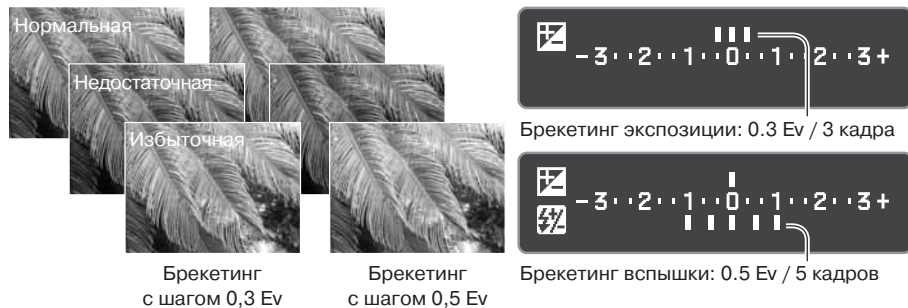 Нормальная
Недостаточная
Избыточная
Брекетинг
с шагом 0,3 Ev
Брекетинг
с шагом 0,5 Ev
-3··2··1··0··1··2··3+
Брекетинг экспозиции: 0.3 Ev / 3 кадра
-3··2··1··0··1··2··3+
Брекетинг вспышки: 0.5 Ev / 5 кадров